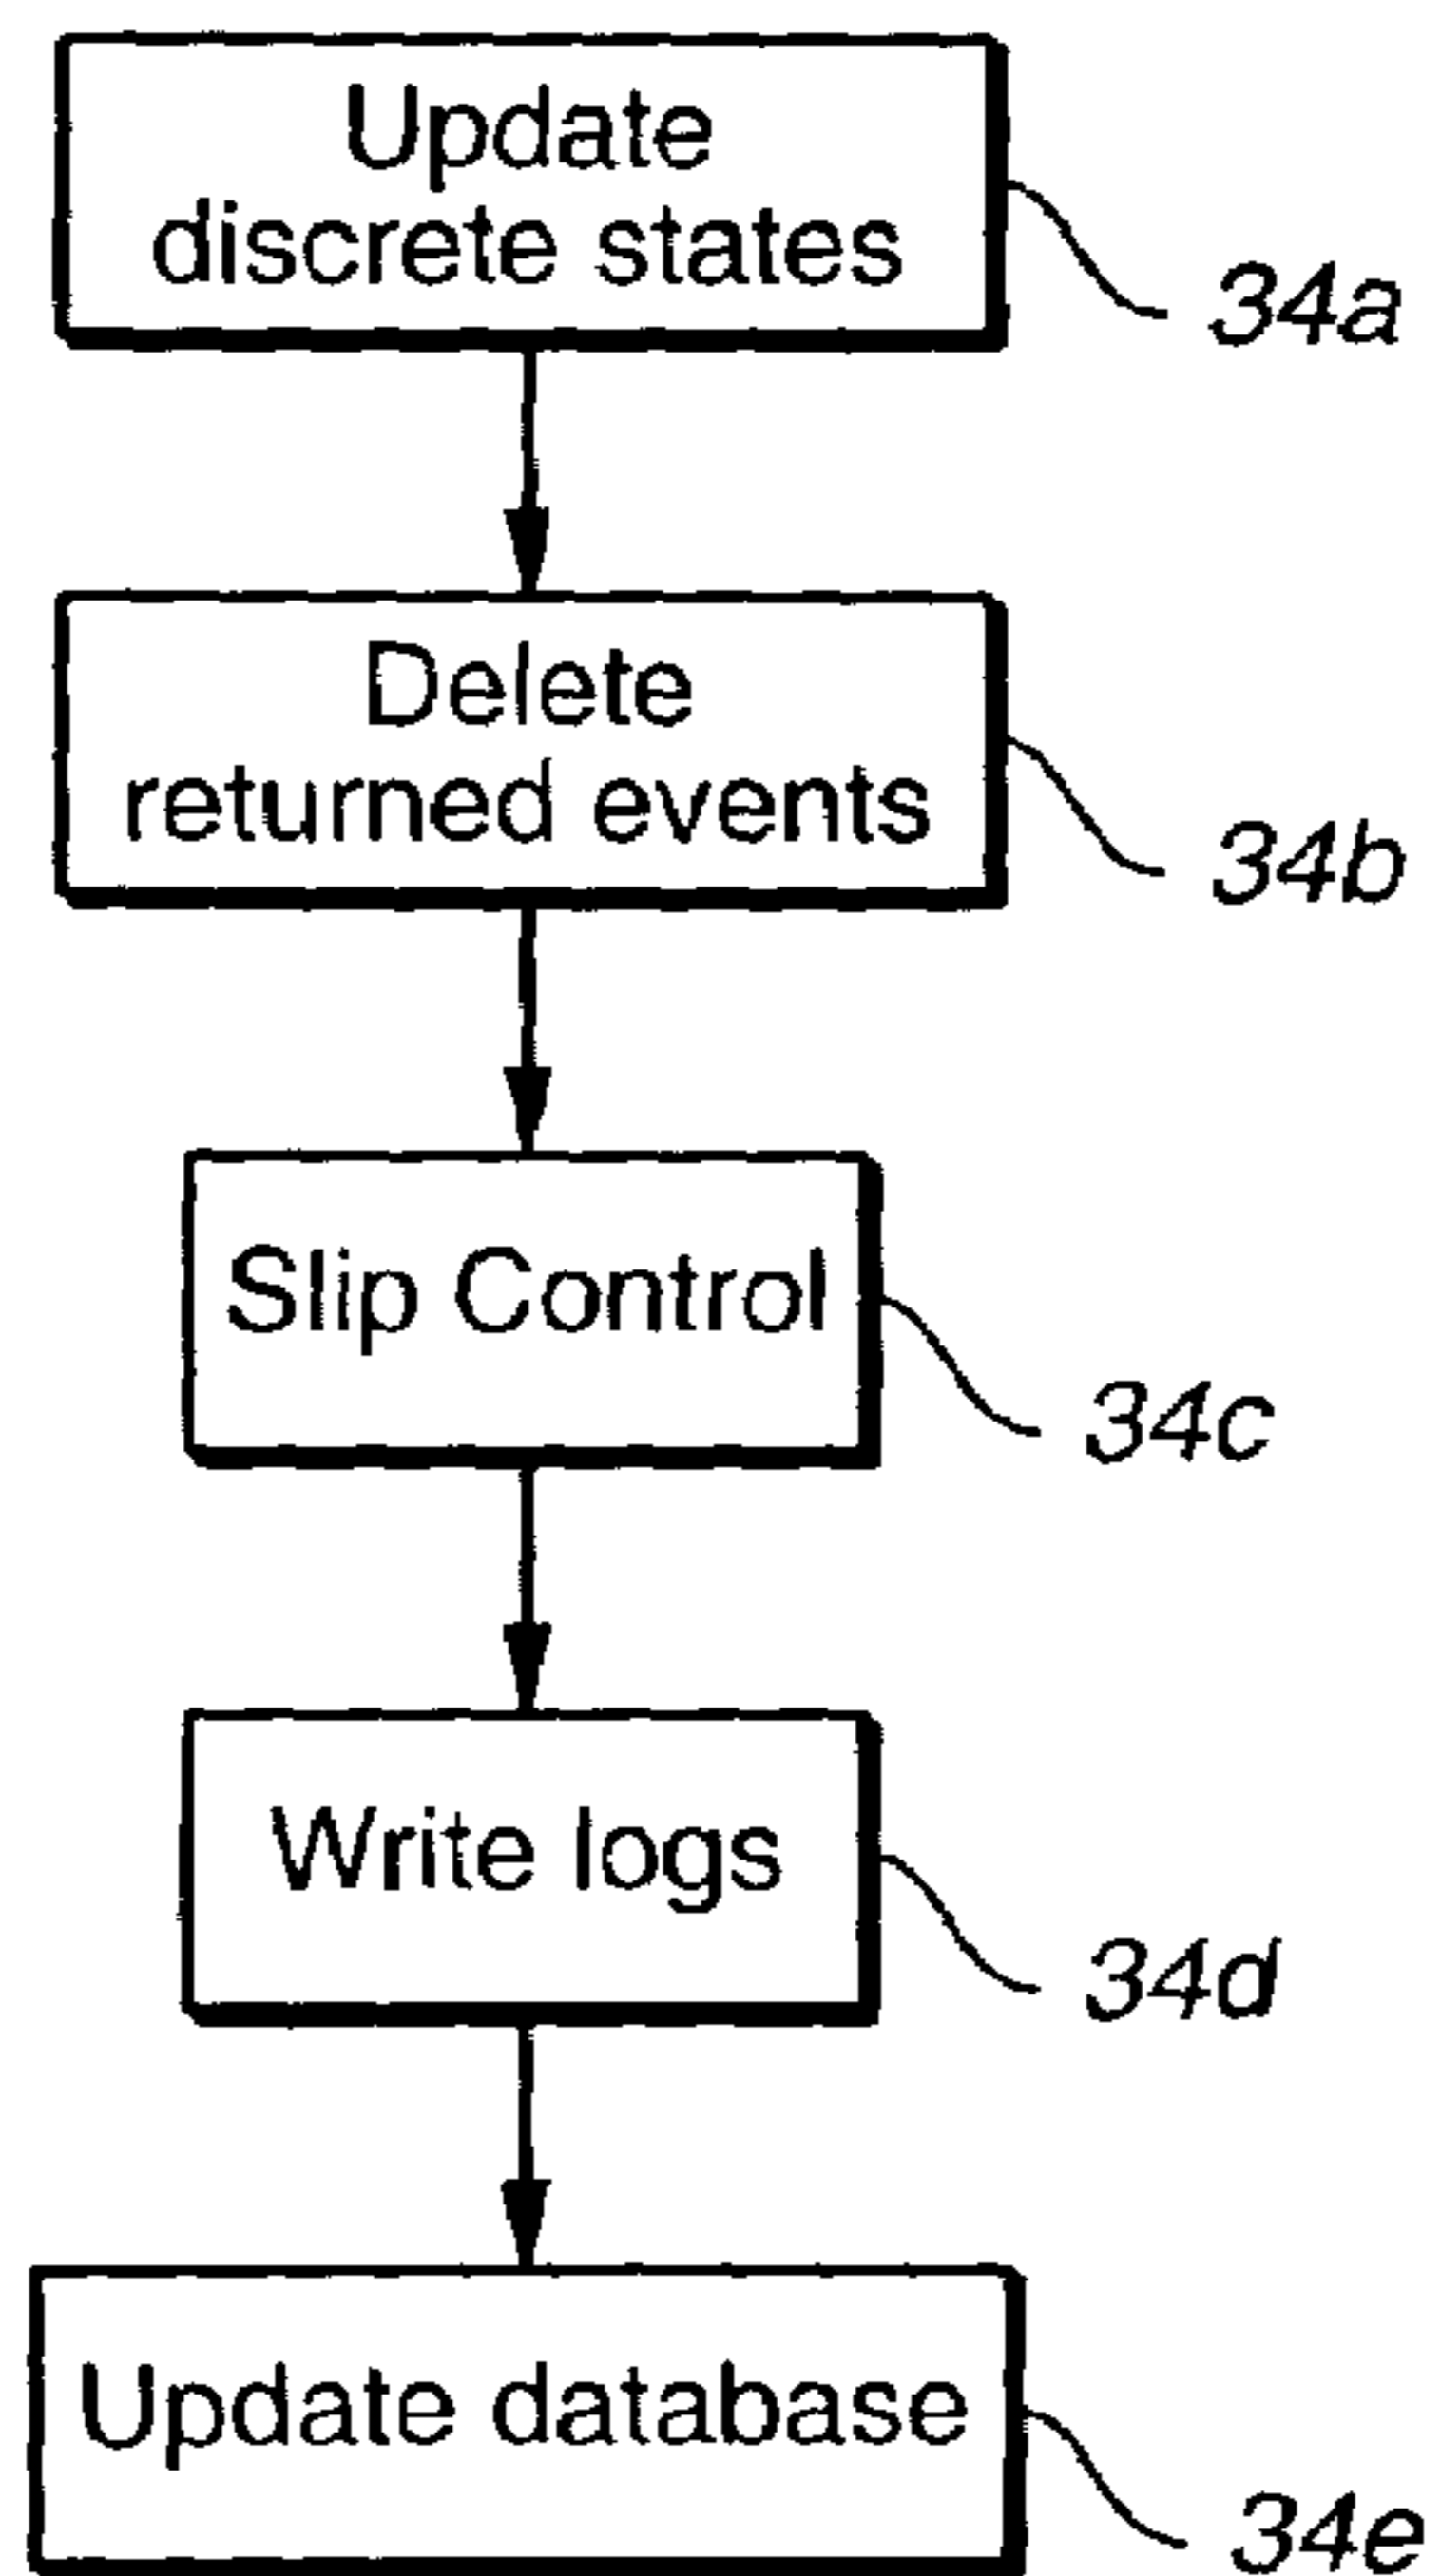 Update
discrete states
34a
Delete
returned events
34b
Slip Control
34c
Write logs
34d
Update database
34e